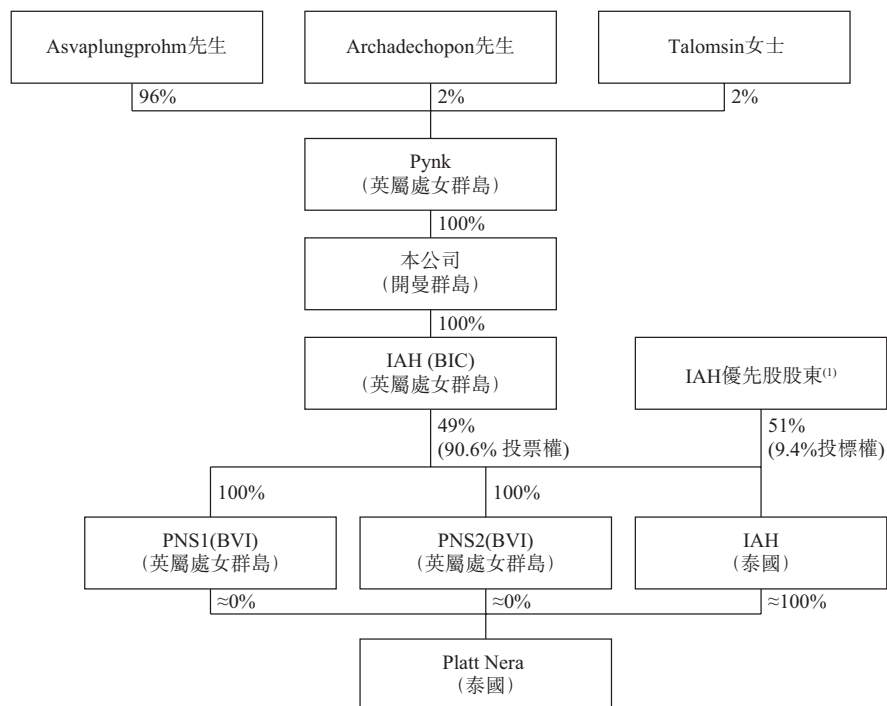 Asvaplungprohm先生
Archadechopon先生
Talomsin女士
96%
2%
2%
Pynk
(英屬處女群島)
100%
本公司
(開曼群島)
100%
IAH (BIC)
(英屬處女群島)
IAH優先股股東(1)
49%
(90.6% 投票權)
51%
(9.4%投標權)
100%
100%
PNS1(BVI)
(英屬處女群島)
PNS2(BVI)
(英屬處女群島)
IAH
(泰國)
≈0%
≈0%
≈100%
Platt Nera
(泰國)